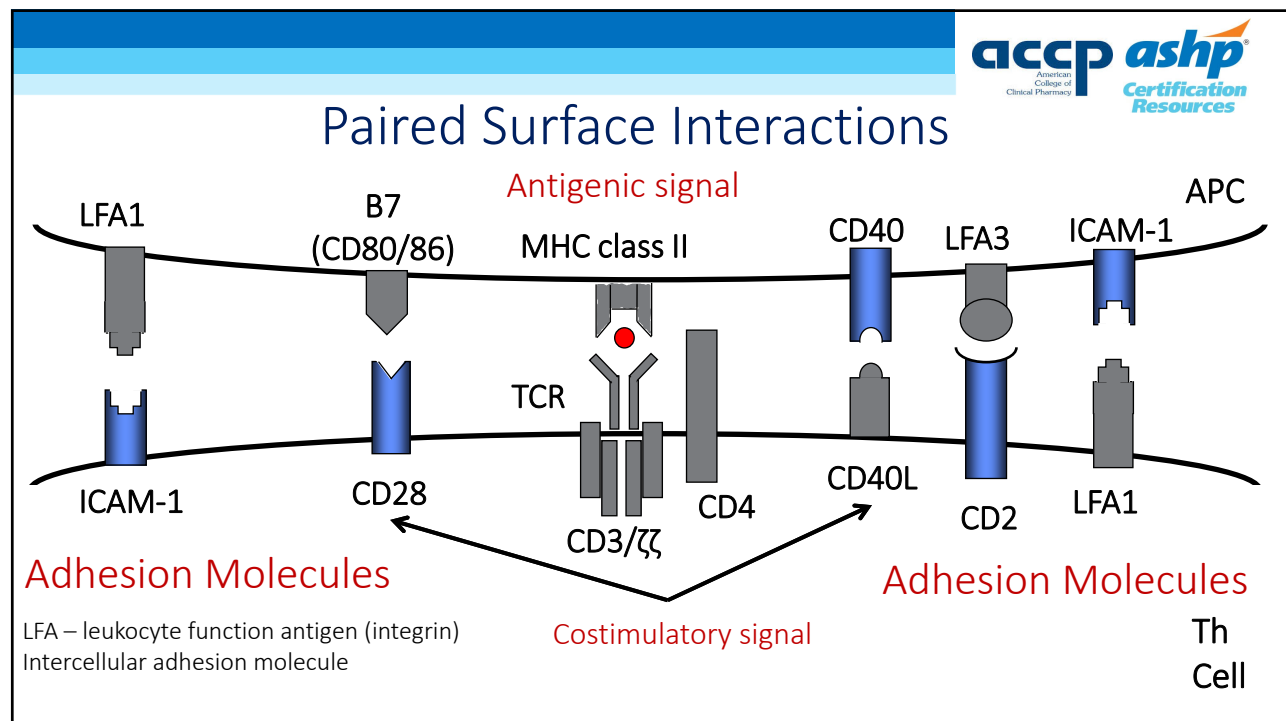 accp
American
College of
Clinical Pharmacy
ashp®
Certification
Resources
Paired Surface Interactions
Antigenic signal
APC
LFA1
B7
(CD80/86)
MHC class II
CD40
LFA3
ICAM-1
TCR
ICAM-1
CD28
CD3/ζζ
CD4
CD40L
CD2
LFA1
Adhesion Molecules
Adhesion Molecules
LFA – leukocyte function antigen (integrin)
Intercellular adhesion molecule
Costimulatory signal
Th
Cell